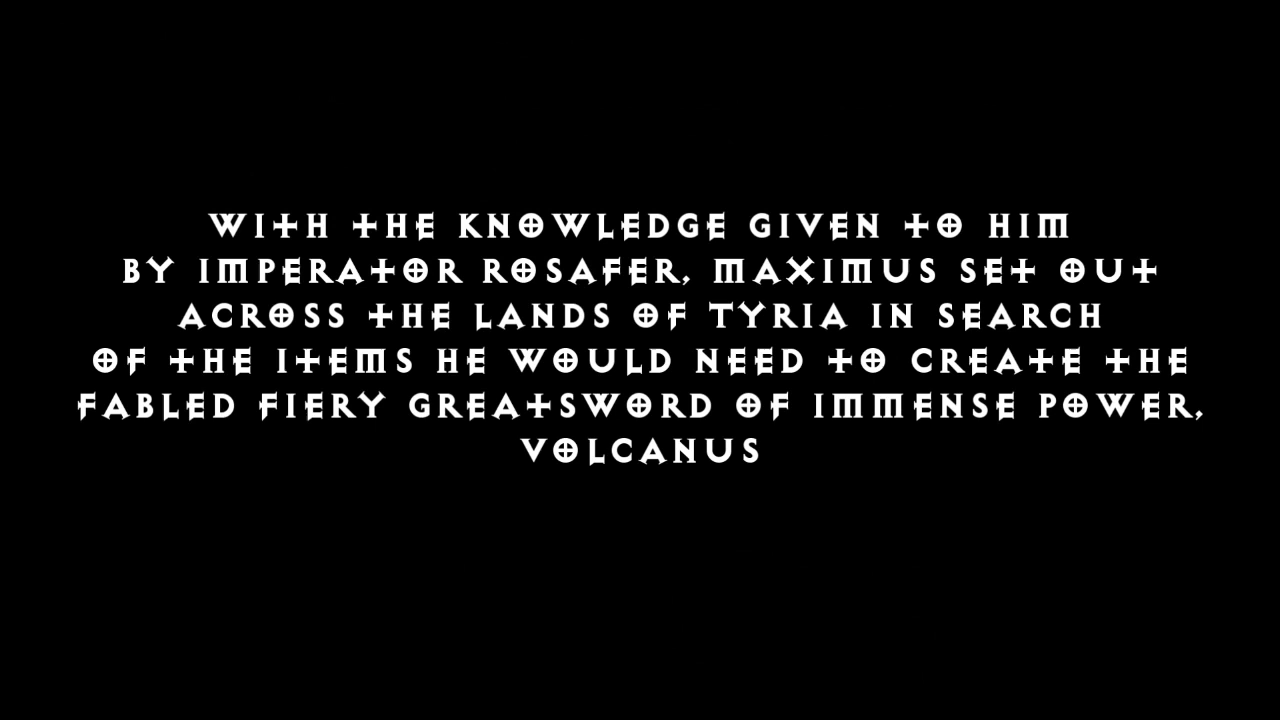 WITH THE KNOWLEDGE GIVEN TO HIM
BY IMPERATOR ROSAFER, MAXIMUS SET OUT
ACROSS THE LANDS OF TYRIA IN SEARCH
OF THE ITEMS HE WOULD NEED TO CREATE THE
FABLED FIERY GREATSWORD OF IMMENSE POWER,
VOLCANUS